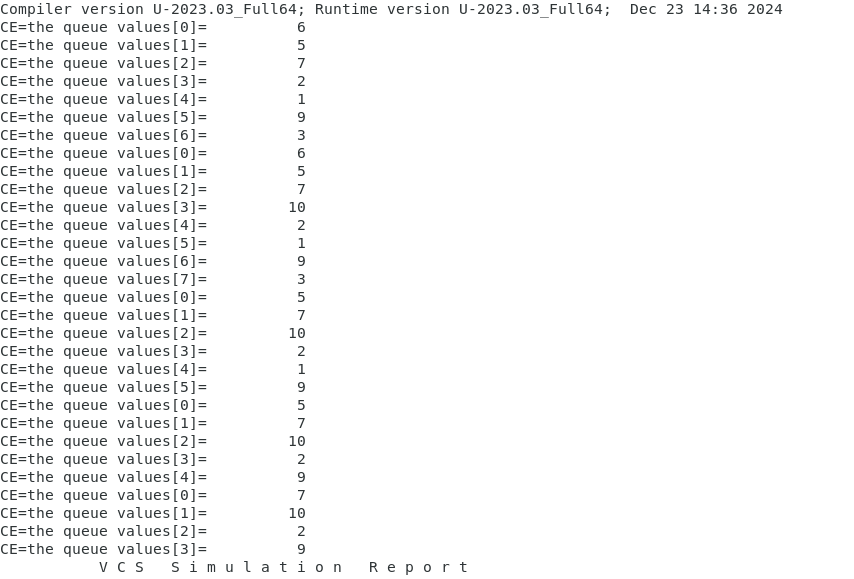 Compiler version U-2023.03_Full64; Runtime version U-2023.03_Full64;  Dec 23 14:36 2024
CE=the queue values[0]=          6
CE=the queue values[1]=          5
CE=the queue values[2]=          7
CE=the queue values[3]=          2
CE=the queue values[4]=          1
CE=the queue values[5]=          9
CE=the queue values[6]=          3
CE=the queue values[0]=          6
CE=the queue values[1]=          5
CE=the queue values[2]=          7
CE=the queue values[3]=         10
CE=the queue values[4]=          2
CE=the queue values[5]=          1
CE=the queue values[6]=          9
CE=the queue values[7]=          3
CE=the queue values[0]=          5
CE=the queue values[1]=          7
CE=the queue values[2]=         10
CE=the queue values[3]=          2
CE=the queue values[4]=          1
CE=the queue values[5]=          9
CE=the queue values[0]=          5
CE=the queue values[1]=          7
CE=the queue values[2]=         10
CE=the queue values[3]=          2
CE=the queue values[4]=          9
CE=the queue values[0]=          7
CE=the queue values[1]=         10
CE=the queue values[2]=          2
CE=the queue values[3]=          9
           V C S   S i m u l a t i o n   R e p o r t